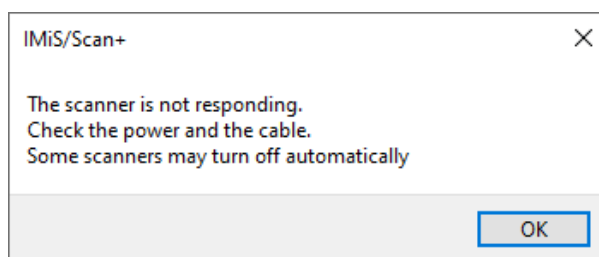 IMiS/Scan+
The scanner is not responding.
Check the power and the cable.
Some scanners may turn off automatically
OK